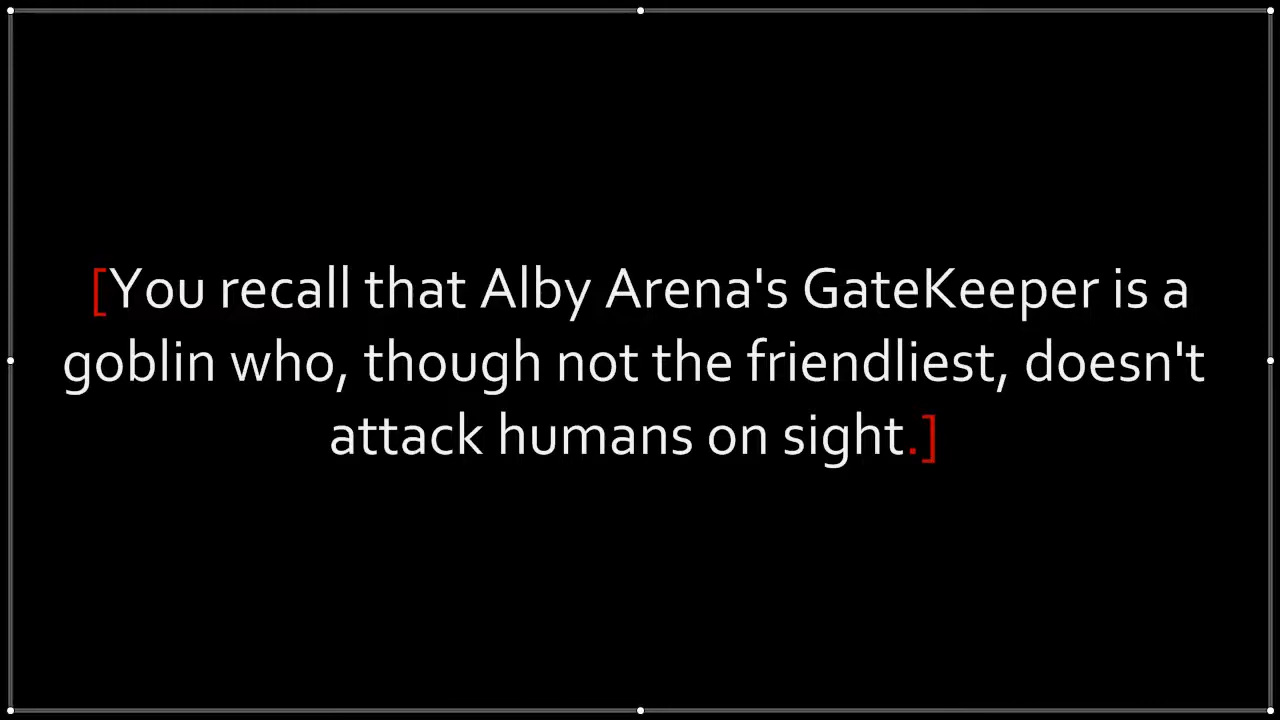 [You recall that Alby Arena's GateKeeper is a
goblin who, though not the friendliest, doesn't
attack humans on sight.]